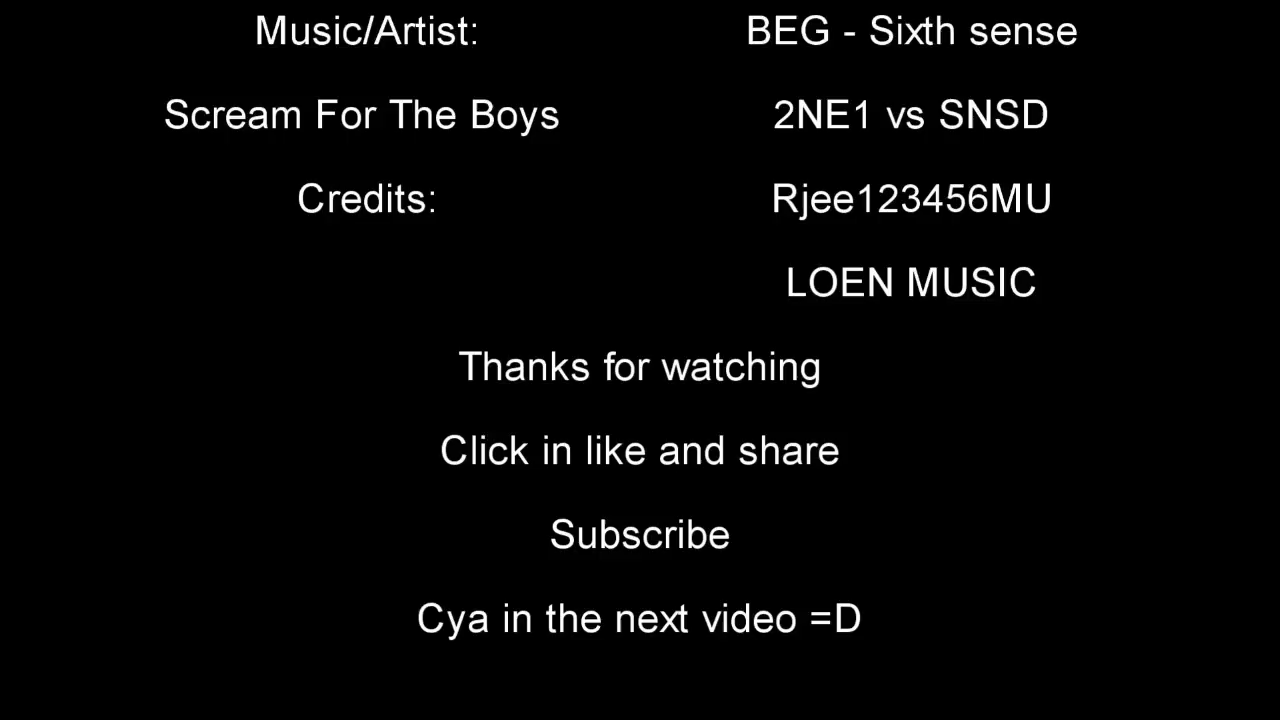 Music/Artist: BEG - Sixth sense
Scream For The Boys 2NE1 vs SNSD
Credits: Rjee123456MU
LOEN MUSIC
Thanks for watching
Click in like and share
Subscribe
Cya in the next video =D